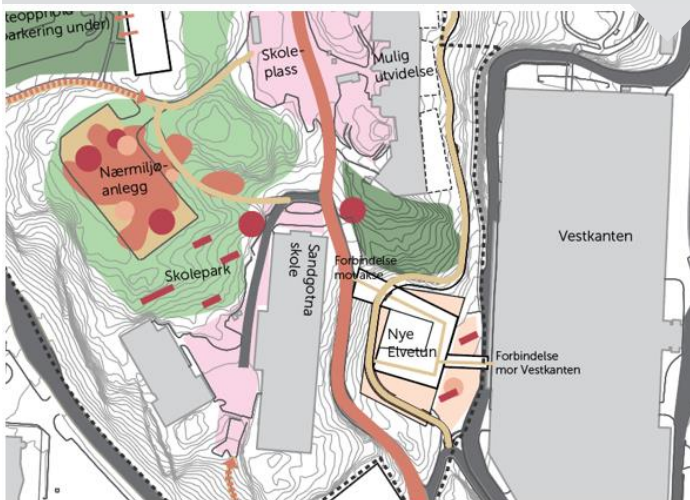 parkering under)
Skole-
plass
Mulig
utvidelse
Nærmiljø-
anlegg
Skolepark
Sandgotna
skole
Forbindelse
mot akse
Nye
Elvetun
Vestkanten
Forbindelse
mor Vestkanten